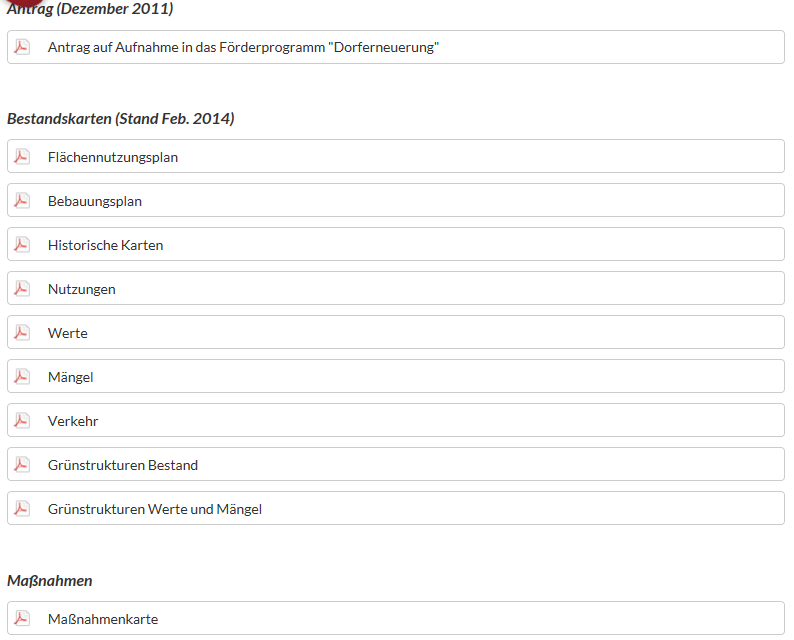 Antrag (Dezember 2011)
Antrag auf Aufnahme in das Förderprogramm "Dorferneuerung"
Bestandskarten (Stand Feb. 2014)
Flächennutzungsplan
Bebauungsplan
Historische Karten
Nutzungen
Werte
Mängel
Verkehr
Grünstrukturen Bestand
Grünstrukturen Werte und Mängel
Maßnahmen
Maßnahmenkarte